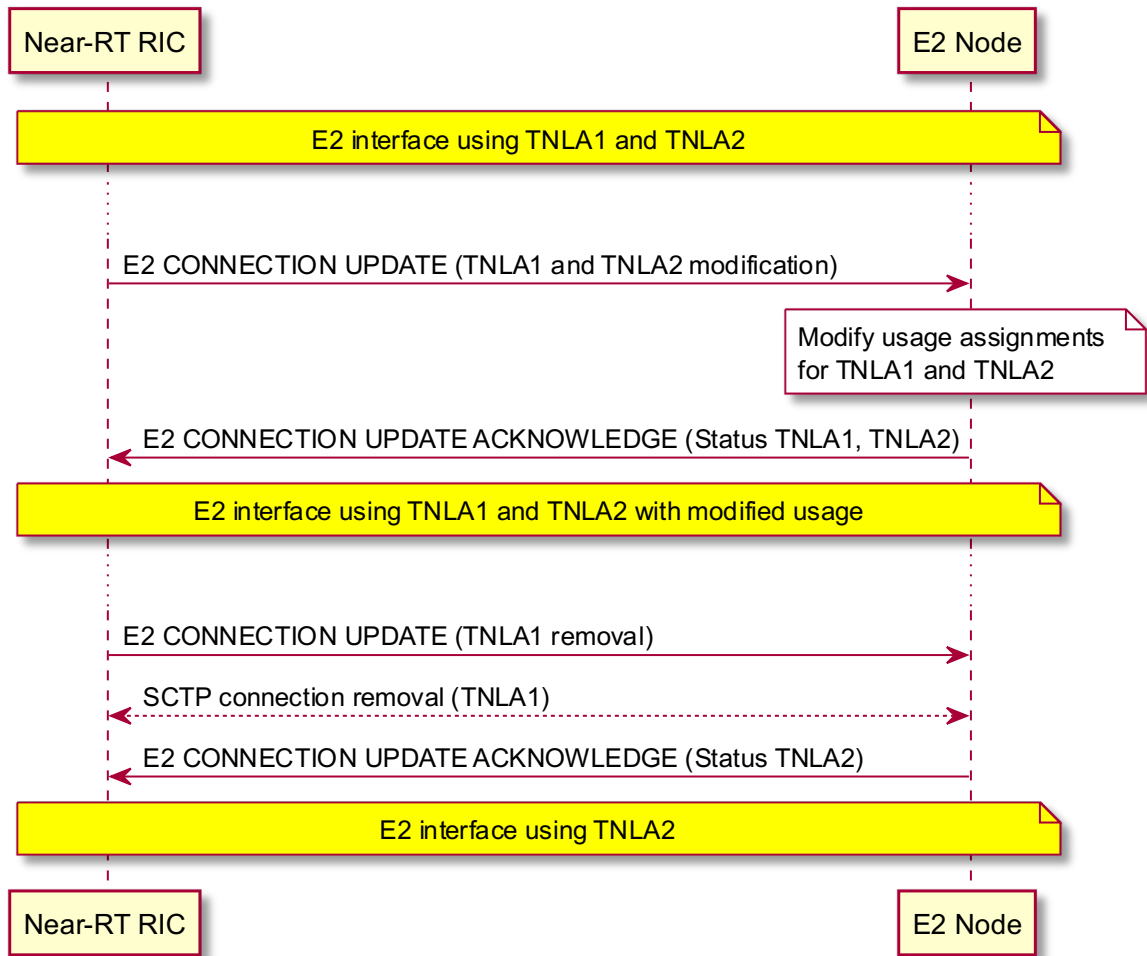 Near-RT RIC
E2 Node
E2 interface using TNLA1 and TNLA2
E2 CONNECTION UPDATE (TNLA1 and TNLA2 modification)
Modify usage assignments
for TNLA1 and TNLA2
E2 CONNECTION UPDATE ACKNOWLEDGE (Status TNLA1, TNLA2)
E2 interface using TNLA1 and TNLA2 with modified usage
E2 CONNECTION UPDATE (TNLA1 removal)
SCTP connection removal (TNLA1)
E2 CONNECTION UPDATE ACKNOWLEDGE (Status TNLA2)
E2 interface using TNLA2
Near-RT RIC
E2 Node